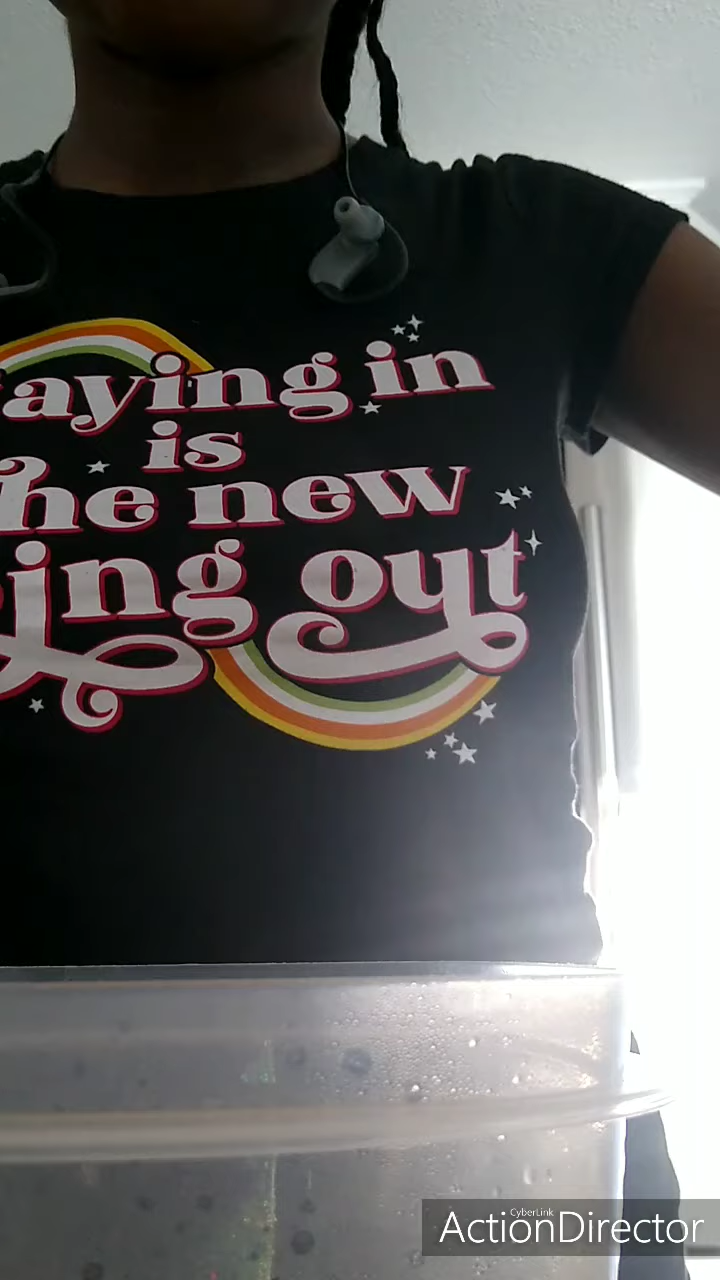 aying in
is
he new
ing out
CyberLink
ActionDirector